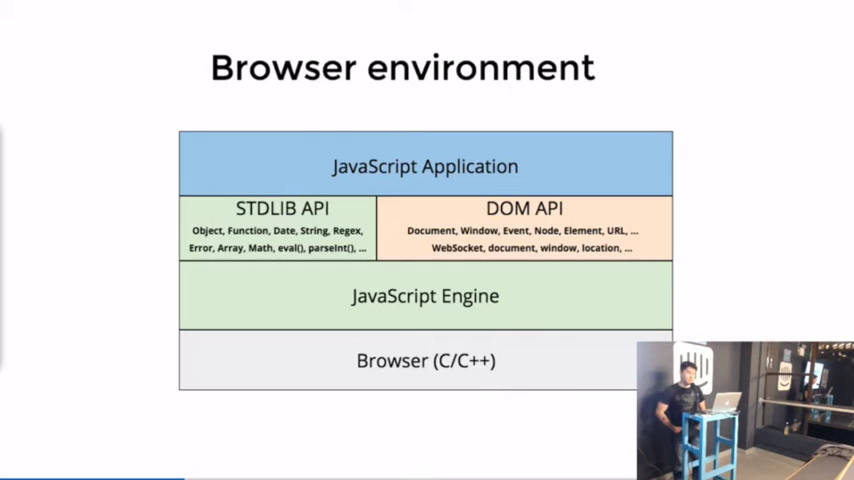 Browser environment
JavaScript Application
STDLIB API
Object, Function, Date, String, Regex,
Error, Array, Math, eval(), parseInt(), ...
DOM API
Document, Window, Event, Node, Element, URL, ...
WebSocket, document, window, location, ...
JavaScript Engine
Browser (C/C++)